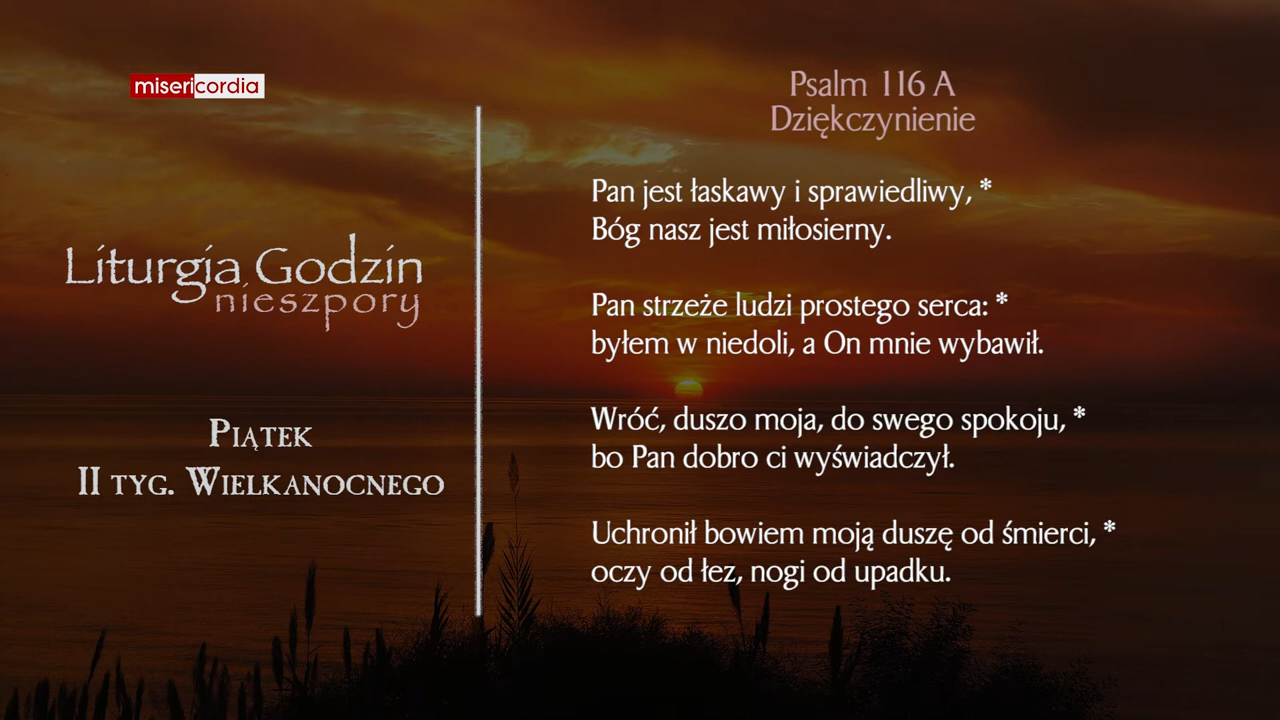 misericordia
Liturgia Godzin
nieszpory
Piątek
II tyg. Wielkanocnego
Psalm 116 A
Dziękczynienie
Pan jest łaskawy i sprawiedliwy, *
Bóg nasz jest miłosierny.
Pan strzeże ludzi prostego serca: *
byłem w niedoli, a On mnie wybawił.
Wróć, duszo moja, do swego spokoju, *
bo Pan dobro ci wyświadczył.
Uchronił bowiem moją duszę od śmierci, *
oczy od łez, nogi od upadku.